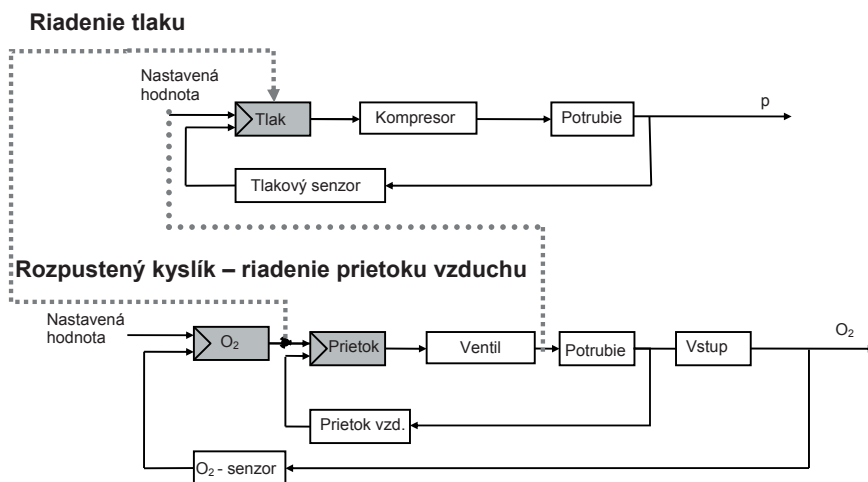 Riadenie tlaku
Nastavená
hodnota
Tlak
Kompresor
Potrubie
p
Tlakový senzor
Rozpustený kyslík – riadenie prietoku vzduchu
Nastavená
hodnota
O₂
Prietok
Ventil
Potrubie
Vstup
O₂
Prietok vzd.
O₂ - senzor